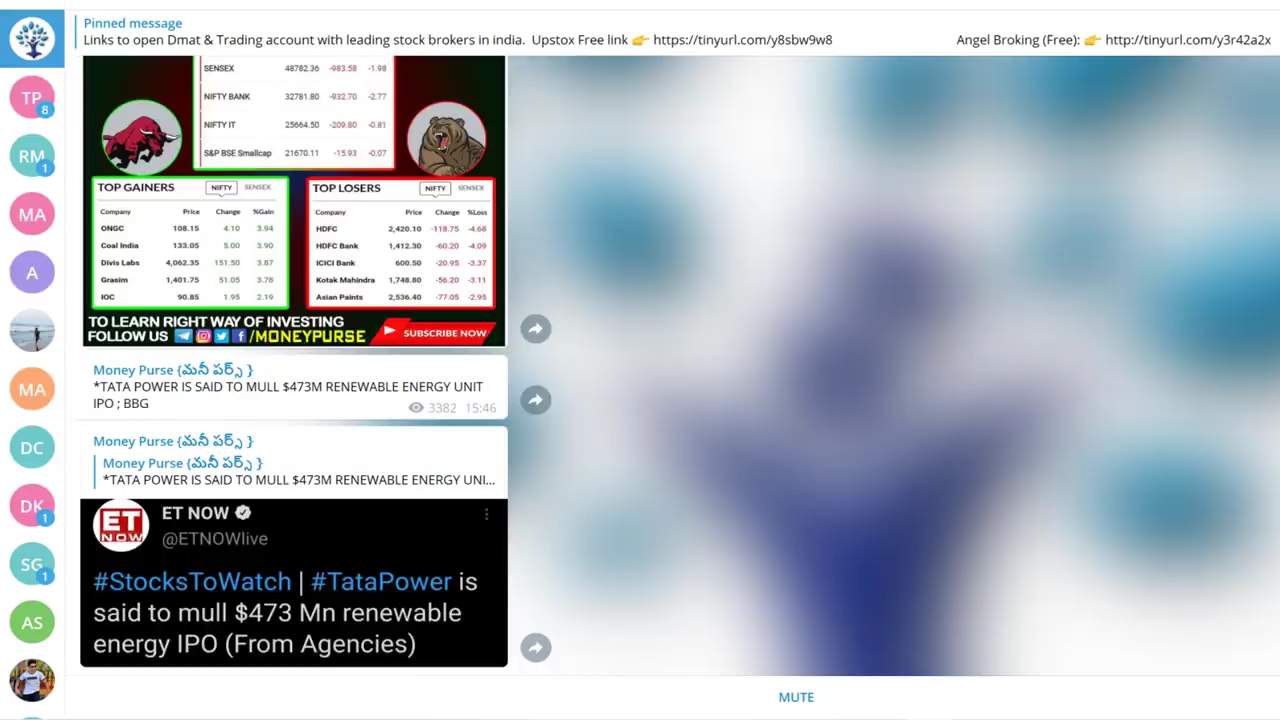 Pinned message
Links to open Dmat & Trading account with leading stock brokers in india. Upstox Free link 👉 https://tinyurl.com/y8sbw9w8 Angel Broking (Free): 👉 http://tinyurl.com/y3r42a2x
TP
8
RM
1
MA
A
MA
DC
DK
1
SG
1
AS
SENSEX 48782.36 -983.58 -1.98
NIFTY BANK 32781.80 -932.70 -2.77
NIFTY IT 25664.50 -209.80 -0.81
S&P BSE Smallcap 21670.11 -15.93 -0.07
TOP GAINERS NIFTY SENSEX
Company Price Change %Gain
ONGC 108.15 4.10 3.94
Coal India 133.05 5.00 3.90
Divis Labs 4,062.35 151.50 3.87
Grasim 1,401.75 51.05 3.78
IOC 90.85 1.95 2.19
TOP LOSERS NIFTY SENSEX
Company Price Change %Loss
HDFC 2,420.10 -118.75 -4.68
HDFC Bank 1,412.30 -60.20 -4.09
ICICI Bank 600.50 -20.95 -3.37
Kotak Mahindra 1,748.80 -56.20 -3.11
Asian Paints 2,536.40 -77.05 -2.95
TO LEARN RIGHT WAY OF INVESTING
FOLLOW US /MONEYPURSE
SUBSCRIBE NOW
Money Purse {మనీ పర్స్ }
*TATA POWER IS SAID TO MULL $473M RENEWABLE ENERGY UNIT
IPO ; BBG
3382 15:46
Money Purse {మనీ పర్స్ }
Money Purse {మనీ పర్స్ }
*TATA POWER IS SAID TO MULL $473M RENEWABLE ENERGY UNI...
ET
NOW
ET NOW
@ETNOWlive
#StocksToWatch | #TataPower is
said to mull $473 Mn renewable
energy IPO (From Agencies)
MUTE